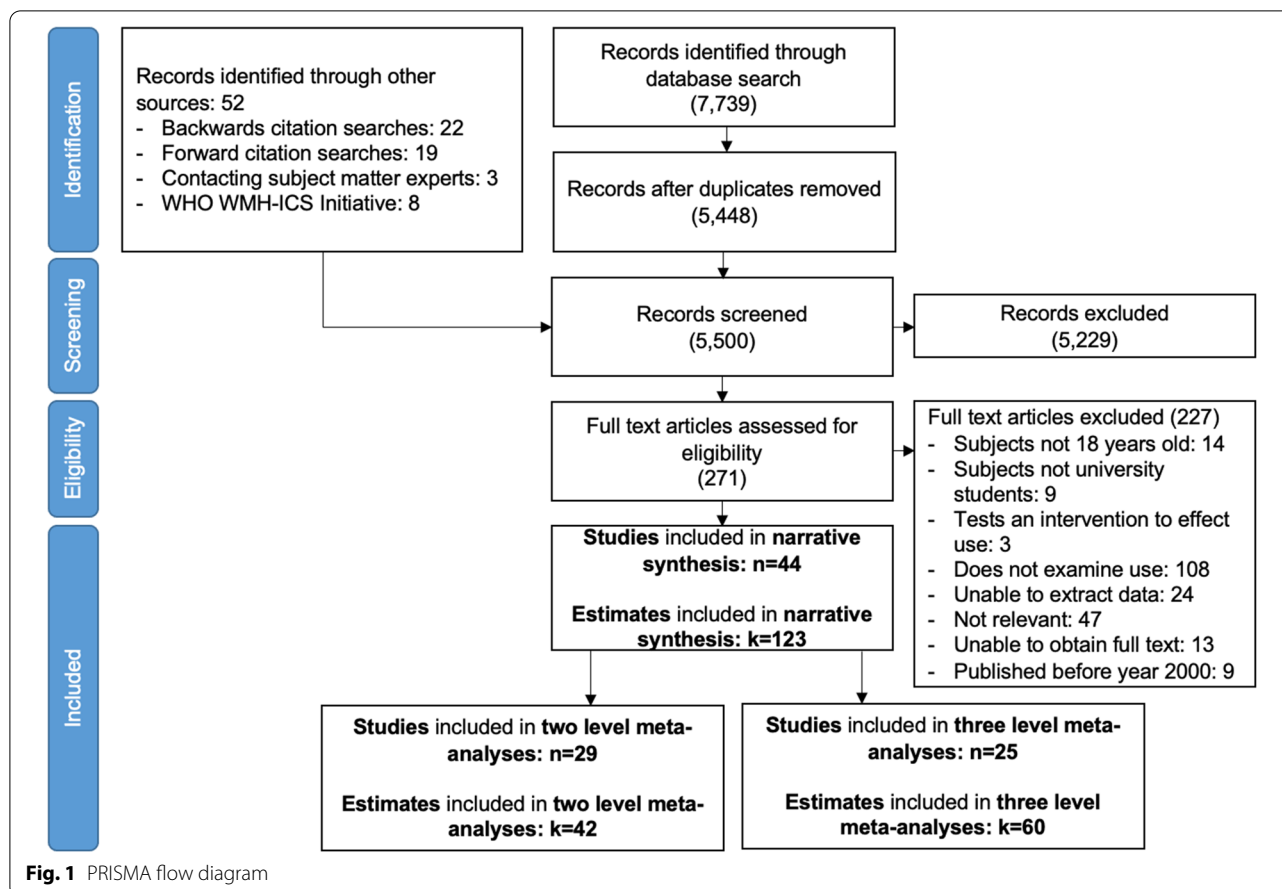 Identification
Records identified through other
sources: 52
- Backwards citation searches: 22
- Forward citation searches: 19
- Contacting subject matter experts: 3
- WHO WMH-ICS Initiative: 8
Records identified through
database search
(7,739)
Records after duplicates removed
(5,448)
Screening
Records screened
(5,500)
Records excluded
(5,229)
Eligibility
Full text articles assessed for
eligibility
(271)
Full text articles excluded (227)
- Subjects not 18 years old: 14
- Subjects not university
students: 9
- Tests an intervention to effect
use: 3
- Does not examine use: 108
- Unable to extract data: 24
- Not relevant: 47
- Unable to obtain full text: 13
- Published before year 2000: 9
Included
Studies included in narrative
synthesis: n=44
Estimates included in narrative
synthesis: k=123
Studies included in two level meta-
analyses: n=29
Estimates included in two level meta-
analyses: k=42
Studies included in three level meta-
analyses: n=25
Estimates included in three level
meta-analyses: k=60
Fig. 1 PRISMA flow diagram